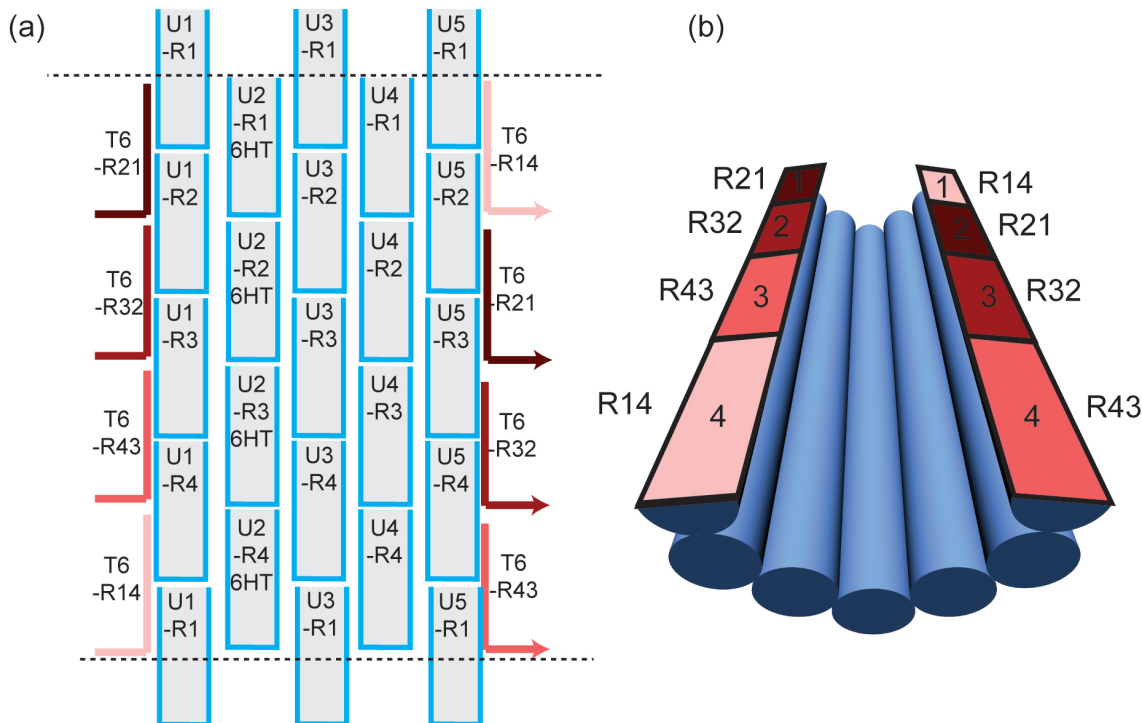 (a)
U1
-R1
U3
-R1
U5
-R1
U2
-R1
6HT
U4
-R1
T6
-R21
T6
-R14
U1
-R2
U3
-R2
U5
-R2
U2
-R2
6HT
U4
-R2
T6
-R32
T6
-R21
U1
-R3
U3
-R3
U5
-R3
U2
-R3
6HT
U4
-R3
T6
-R43
T6
-R32
U1
-R4
U3
-R4
U5
-R4
U2
-R4
6HT
U4
-R4
T6
-R14
T6
-R43
U1
-R1
U3
-R1
U5
-R1
(b)
R21 1 1 R14
R32 2 2 R21
R43 3 3 R32
R14 4 4 R43